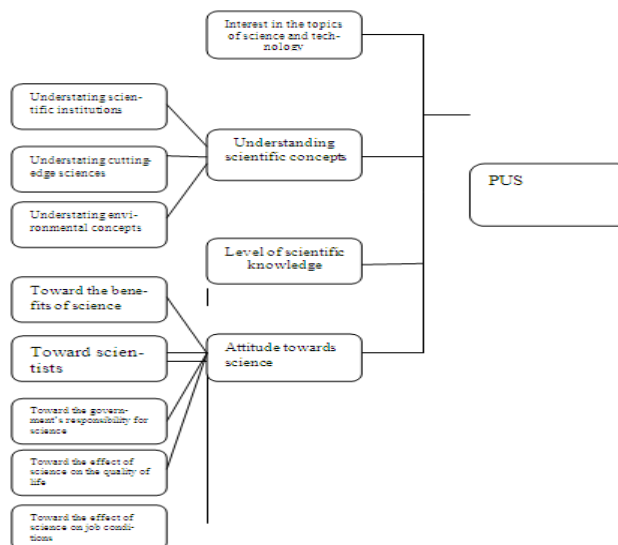 Interest in the topics
of science and tech-
nology
Understating scien-
tific institutions
Understating cutting-
edge sciences
Understating envi-
ronmental concepts
Understanding
scientific concepts
PUS
Level of scientific
knowledge
Toward the bene-
fits of science
Toward scien-
tists
Toward the govern-
ment's responsibility for
science
Toward the effect of
science on the quality of
life
Toward the effect of
science on job condi-
tions
Attitude towards
science